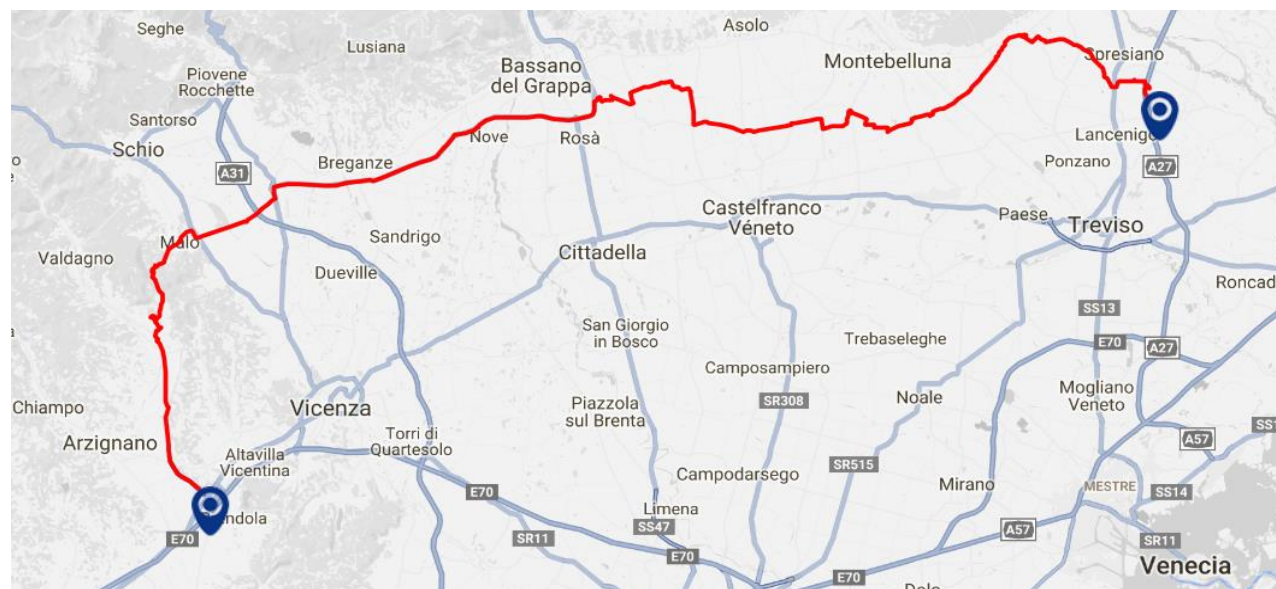 Seghe
Lusiana
Asolo
Piovene
Rocchette
Bassano
del Grappa
Montebelluna
Spresiano
Santorso
Schio
Nove
Rosà
Lancenigo
Breganze
Ponzano
A31
A27
Castelfranco
Véneto
Paese
Treviso
Malo
Sandrigo
Valdagno
Cittadella
Dueville
Roncad
SS13
San Giorgio
in Bosco
Trebaseleghe
E70
A27
Camposampiero
Mogliano
Veneto
Chiampo
Vicenza
Piazzola
sul Brenta
SR308
Noale
Arzignano
Torri di
Quartesolo
A57
SS1
Altavilla
Vicentina
SR515
Campodarsego
Mirano
MESTRE
E70
SS14
Limena
E70
SS47
A57
SR11
SR11
E70
Venecia
E70